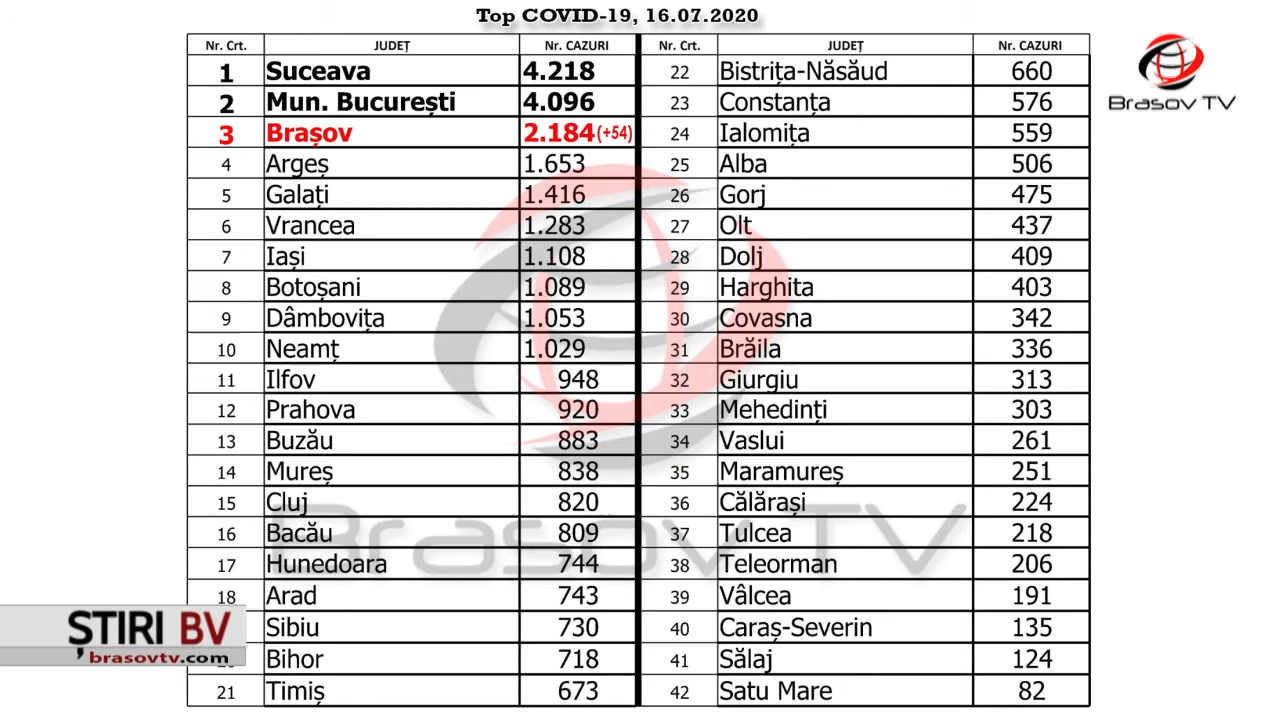 Top COVID-19, 16.07.2020
Nr. Crt. JUDEȚ Nr. CAZURI Nr. Crt. JUDEȚ Nr. CAZURI
1 Suceava 4.218 22 Bistrița-Năsăud 660
2 Mun. București 4.096 23 Constanța 576
3 Brașov 2.184 (+54) 24 Ialomița 559
4 Argeș 1.653 25 Alba 506
5 Galați 1.416 26 Gorj 475
6 Vrancea 1.283 27 Olt 437
7 Iași 1.108 28 Dolj 409
8 Botoșani 1.089 29 Harghita 403
9 Dâmbovița 1.053 30 Covasna 342
10 Neamț 1.029 31 Brăila 336
11 Ilfov 948 32 Giurgiu 313
12 Prahova 920 33 Mehedinți 303
13 Buzău 883 34 Vaslui 261
14 Mureș 838 35 Maramureș 251
15 Cluj 820 36 Călărași 224
16 Bacău 809 37 Tulcea 218
17 Hunedoara 744 38 Teleorman 206
18 Arad 743 39 Vâlcea 191
Sibiu 730 40 Caraș-Severin 135
Bihor 718 41 Sălaj 124
21 Timiș 673 42 Satu Mare 82
Brasov TV
Brasov TV
ȘTIRI BV
brasovtv.com